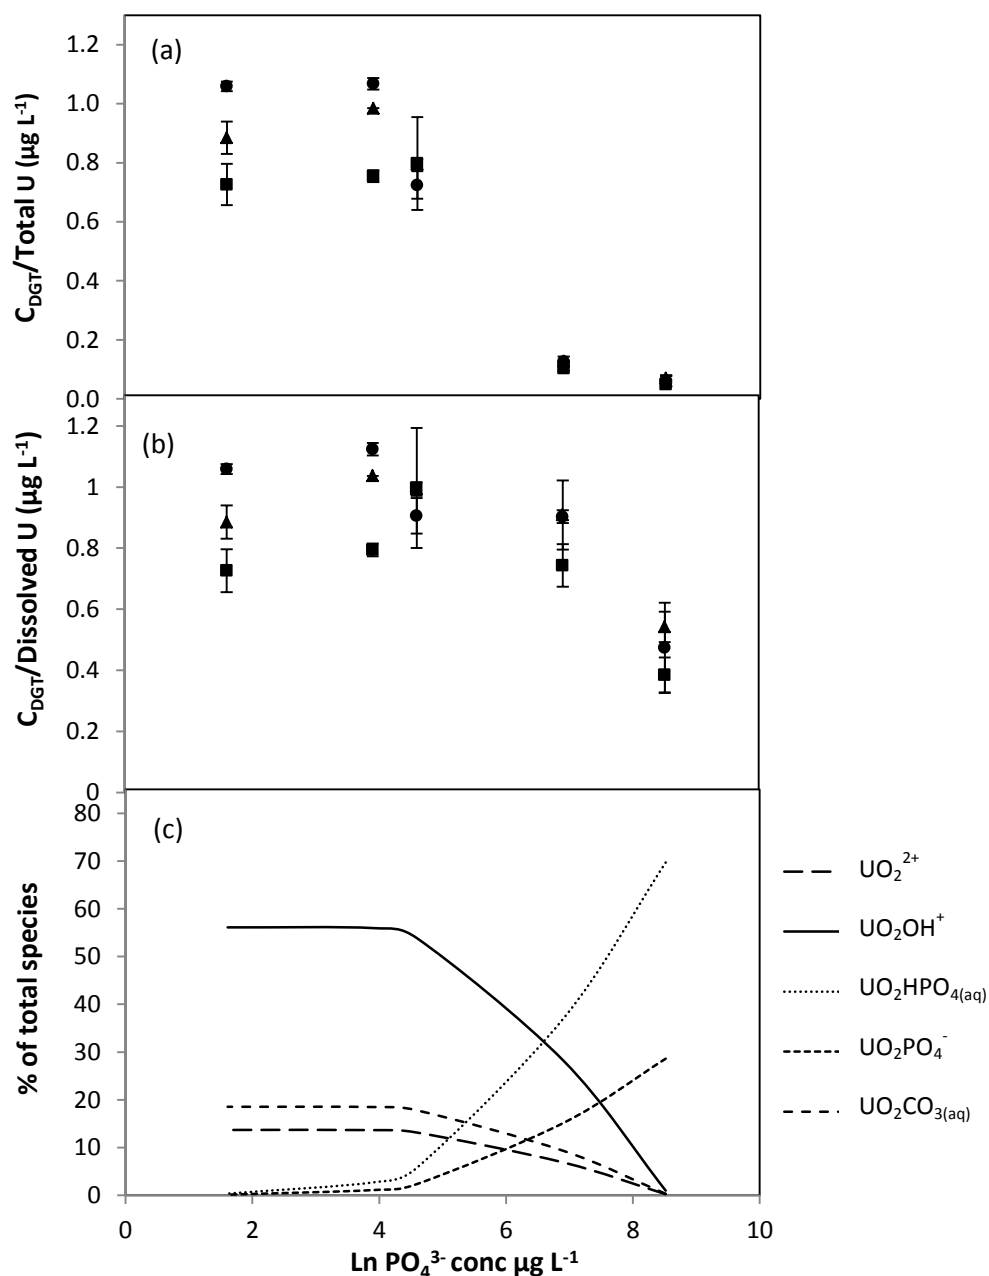 (a)
C_DGT/Total U (µg L⁻¹)
1.2
1.0
0.8
0.6
0.4
0.2
0.0
(b)
C_DGT/Dissolved U (µg L⁻¹)
1.2
1
0.8
0.6
0.4
0.2
0
(c)
% of total species
80
70
60
50
40
30
20
10
0
0 2 4 6 8 10
Ln PO₄³⁻ conc µg L⁻¹
UO₂²⁺
UO₂OH⁺
UO₂HPO₄(aq)
UO₂PO₄⁻
UO₂CO₃(aq)